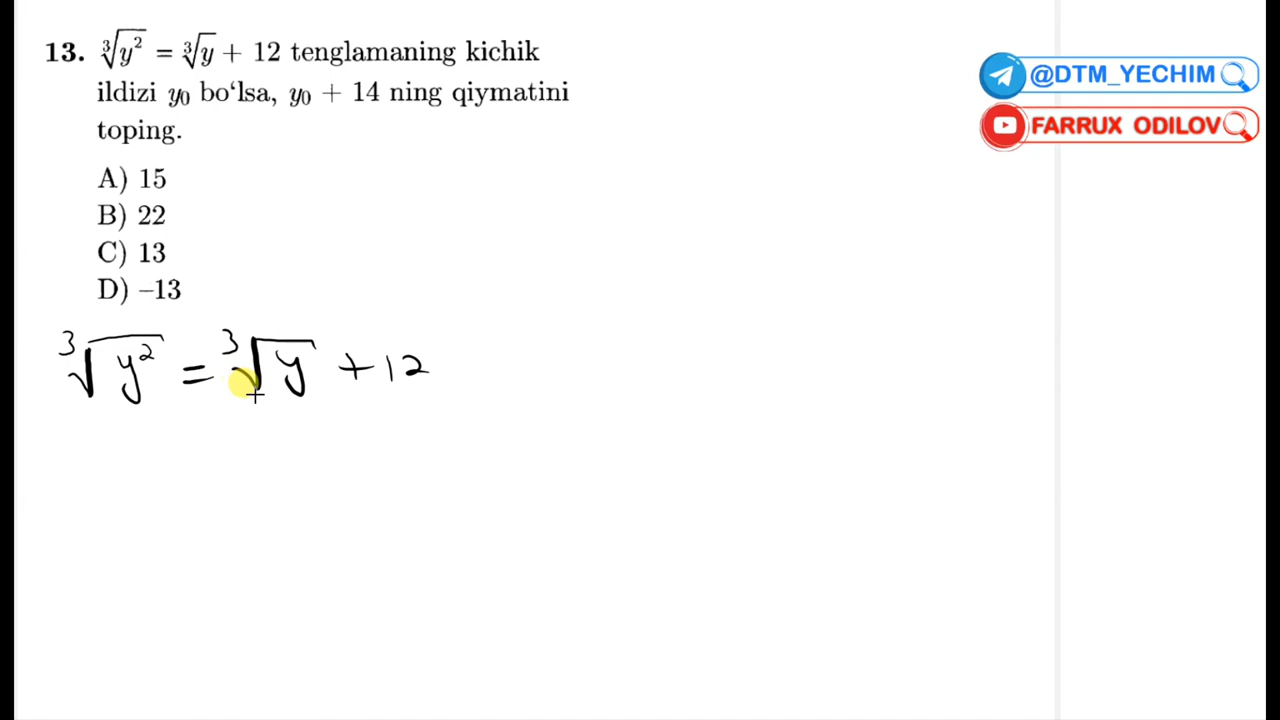 13. ∛y² = ∛y + 12 tenglamaning kichik
ildizi y₀ bo‘lsa, y₀ + 14 ning qiymatini
toping.
A) 15
B) 22
C) 13
D) –13
∛y² = ∛y + 12
@DTM_YECHIM
FARRUX ODILOV